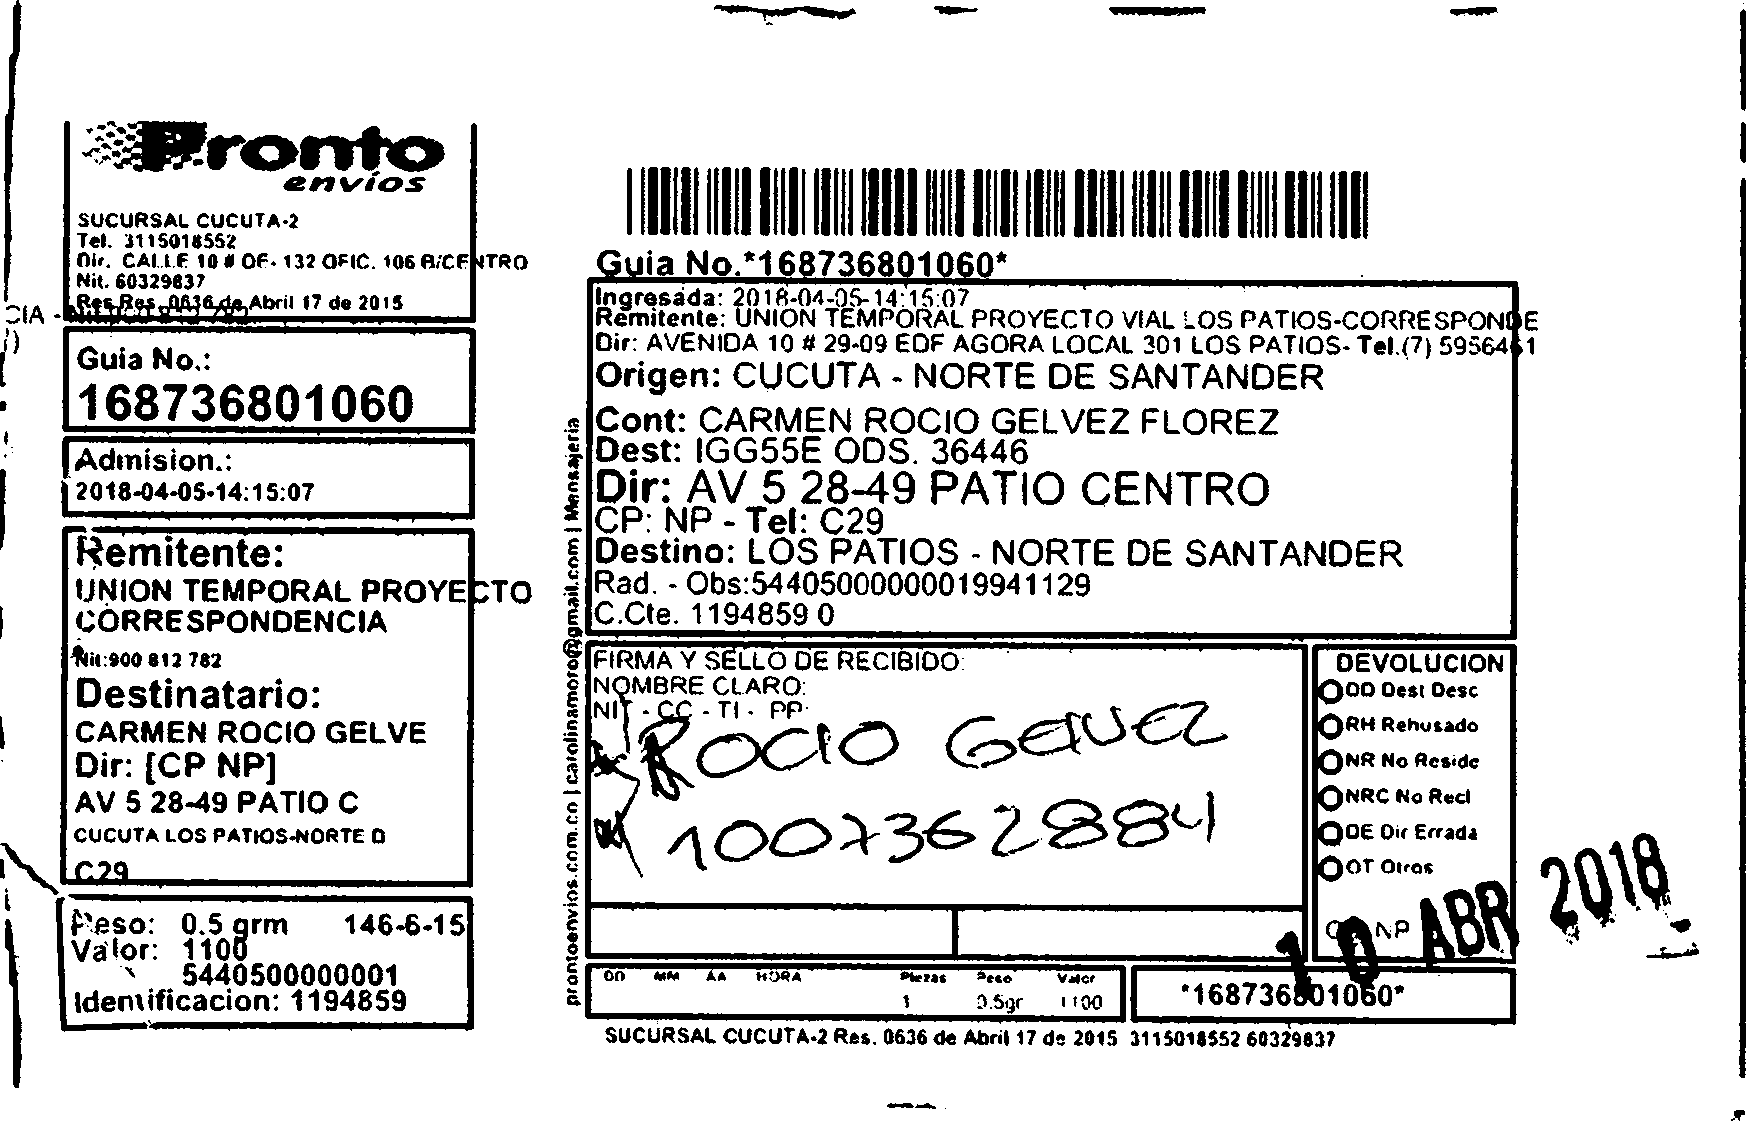 Pronto
envíos
SUCURSAL CUCUTA-2
Tel. 3115018552
Dir. CALLE 10 # OE- 132 OFIC. 106 B/CENTRO
Nit. 60329837
Res Res. 0636 de Abril 17 de 2015
CIA -
Guia No.:
168736801060
Admision.:
2018-04-05-14:15:07
Remitente:
UNION TEMPORAL PROYECTO
CORRESPONDENCIA
Nit:900 812 782
Destinatario:
CARMEN ROCIO GELVE
Dir: [CP NP]
AV 5 28-49 PATIO C
CUCUTA LOS PATIOS-NORTE D
C29
Peso: 0.5 grm 146-6-15
Valor: 1100
5440500000001
Identificacion: 1194859
prontoenvios.com.co | carolinamoro@gmail.com | Mensajeria
Guia No.*168736801060*
Ingresada: 2018-04-05-14:15:07
Remitente: UNION TEMPORAL PROYECTO VIAL LOS PATIOS-CORRESPONDE
Dir: AVENIDA 10 # 29-09 EDF AGORA LOCAL 301 LOS PATIOS- Tel.(7) 5956461
Origen: CUCUTA - NORTE DE SANTANDER
Cont: CARMEN ROCIO GELVEZ FLOREZ
Dest: IGG55E ODS. 36446
Dir: AV 5 28-49 PATIO CENTRO
CP: NP - Tel: C29
Destino: LOS PATIOS - NORTE DE SANTANDER
Rad. - Obs:54405000000019941129
C.Cte. 1194859 0
FIRMA Y SELLO DE RECIBIDO:
NOMBRE CLARO:
NIT - CC - TI - PP:
ROCIO GELVEZ
1007362884
DEVOLUCION
DD Dest Desc
RH Rehusado
NR No Reside
NRC No Recl
DE Dir Errada
OT Otros
NP
10 ABR 2018
DD MM AA HORA Piezas Peso Valor
1 0.5gr 1100
*168736801060*
SUCURSAL CUCUTA-2 Res. 0636 de Abril 17 de 2015 3115018552 60329837